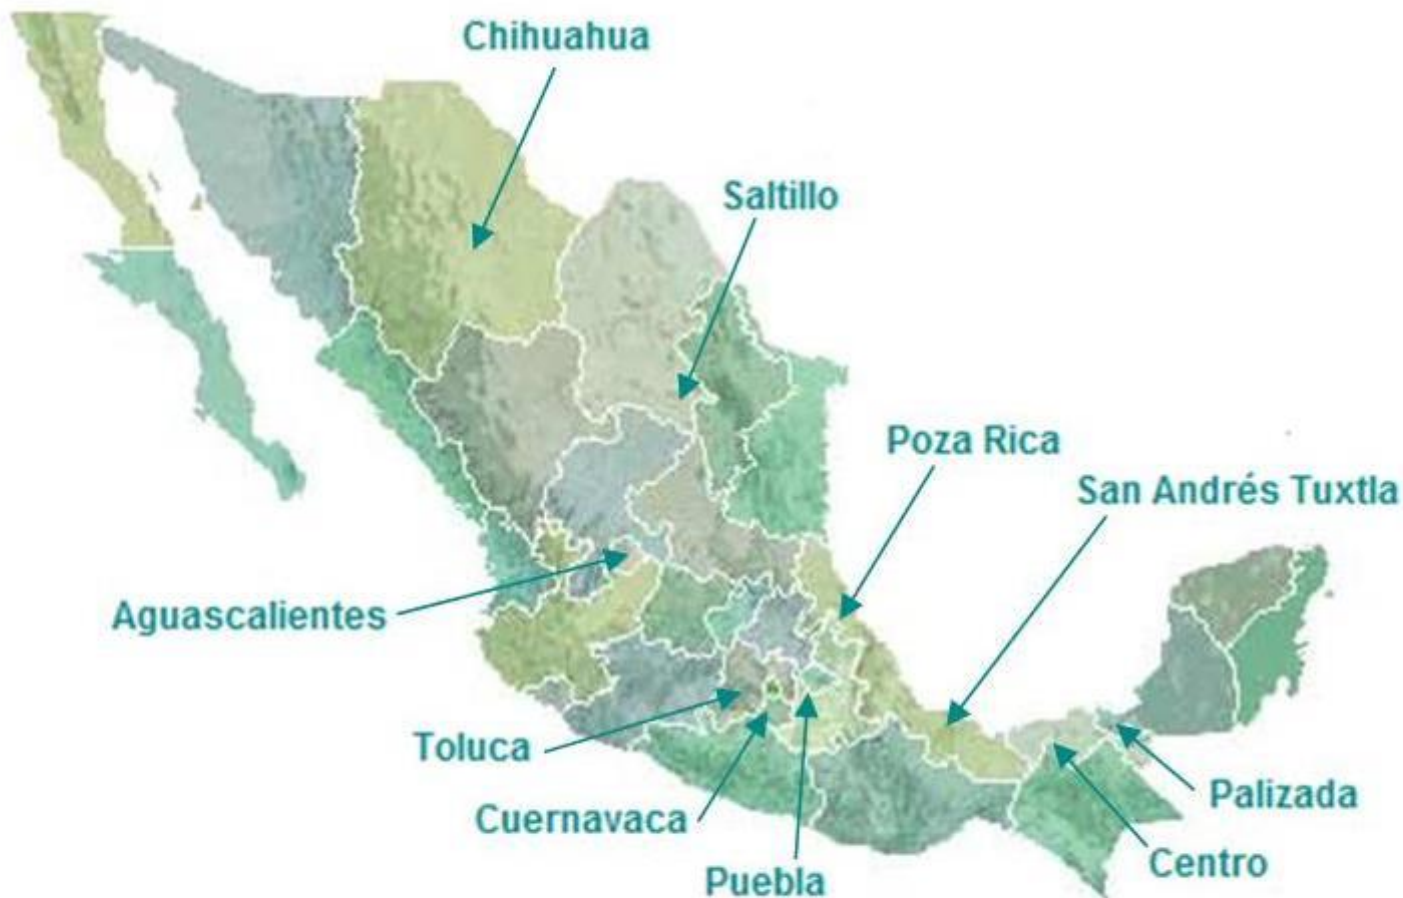 Chihuahua
Saltillo
Poza Rica
San Andrés Tuxtla
Aguascalientes
Toluca
Palizada
Cuernavaca
Centro
Puebla